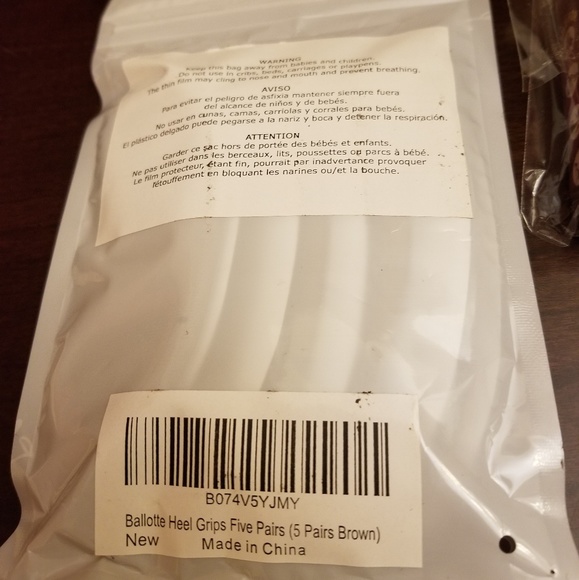 WARNING
Keep this bag away from babies and children.
Do not use in cribs, beds, carriages or playpens.
The thin film may cling to nose and mouth and prevent breathing.
AVISO
Para evitar el peligro de asfixia mantener siempre fuera
del alcance de niños y de bebés.
No usar en cunas, camas, carriolas y corrales para bebés.
El plástico delgado puede pegarse a la nariz y boca y detener la respiración.
ATTENTION
Garder ce sac hors de portée des bébés et enfants.
Ne pas utiliser dans les berceaux, lits, poussettes ou parcs à bébé.
Le film protecteur, étant fin, pourrait par inadvertance provoquer
l'étouffement en bloquant les narines ou/et la bouche.
B074V5YJMY
Ballotte Heel Grips Five Pairs (5 Pairs Brown)
New Made in China